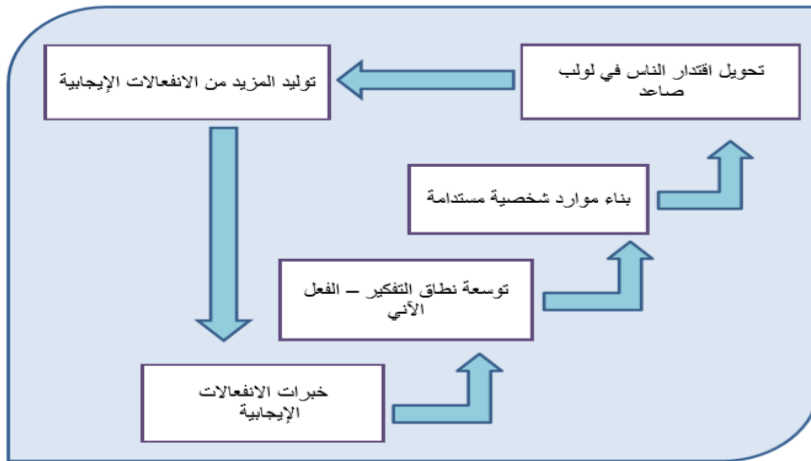 تحويل اقتدار الناس في لولب
صاعد
توليد المزيد من الانفعالات الإيجابية
بناء موارد شخصية مستدامة
توسعة نطاق التفكير – الفعل
الآني
خبرات الانفعالات
الإيجابية